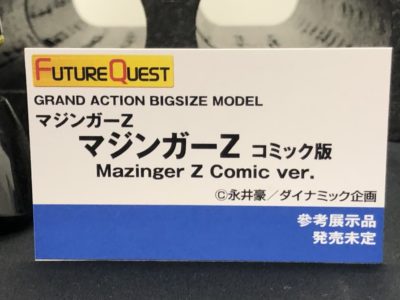 FUTUREQUEST
GRAND ACTION BIGSIZE MODEL
マジンガーZ
マジンガーZ コミック版
Mazinger Z Comic ver.
©永井豪／ダイナミック企画
参考展示品
発売未定